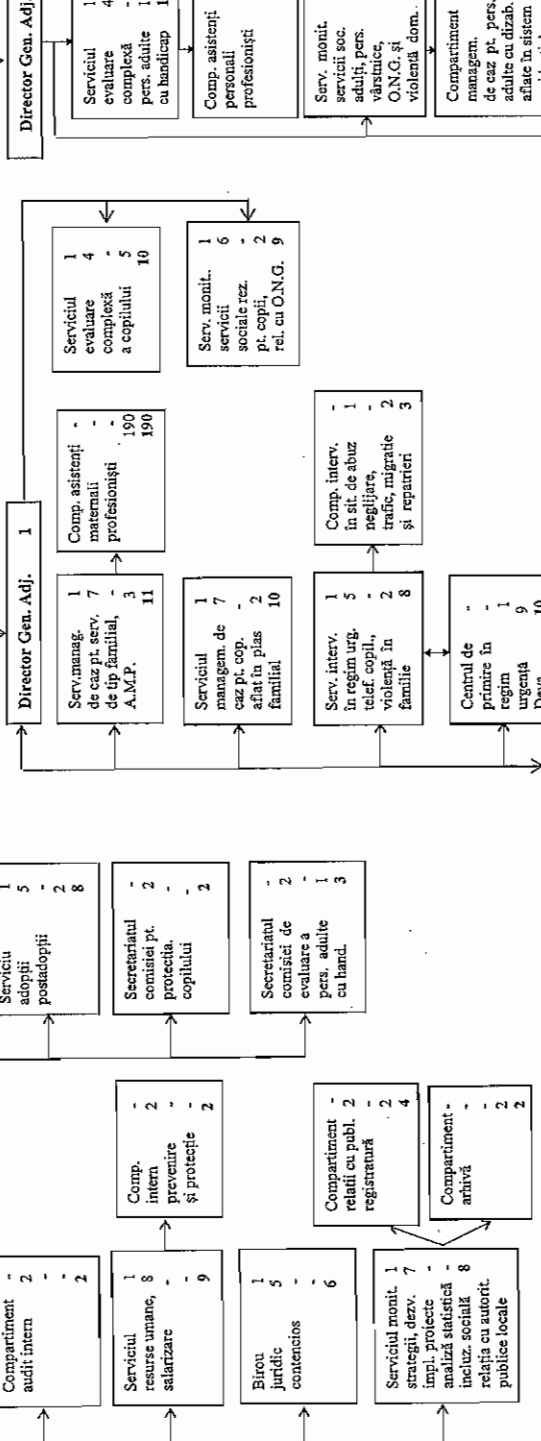 Compartiment -
audit intern 2
-
-
2
Serviciul 1
resurse umane, 8
salarizare -
-
9
Birou 1
juridic 5
contencios -
-
6
Serviciul monit. 1
strategii, dezv. 7
impl. proiecte -
analiză statistică -
incluz. socială 8
relația cu autorit.
publice locale
Comp. -
intern 2
prevenire -
și protecție -
2
Compartiment -
relatii cu publ. 2
registratură -
2
4
Compartiment -
arhivă -
-
2
2
Serviciu 1
adopții 5
postadopții -
2
8
Secretariatul -
comisiei pt. 2
protecția. -
copilului -
2
Secretariatul -
comisiei de 2
evaluare a -
pers. adulte 1
cu hand. 3
Director Gen. Adj. 1
Serv.manag. 1
de caz pt. serv. 7
de tip familial, -
A.M.P. 3
11
Comp. asistenți -
maternali -
profesioniști -
190
190
Serviciul 1
managem. de 7
caz pt. cop. -
aflat în plas 2
familial 10
Serv. interv. 1
în regim urg. 5
telef. copil., -
violență în 2
familie 8
Comp. interv. -
în sit. de abuz 1
neglijare, -
trafic, migratie 2
și repatrieri 3
Centrul de -
primire în -
regim 1
urgență 9
Deva 10
Serviciul 1
evaluare 4
complexă -
a copilului 5
10
Serv. monit.. 1
servicii 6
sociale rez. -
pt. copii, 2
rel. cu O.N.G. 9
Director Gen. Adj.
Serviciul 1
evaluare 4
complexă
pers. adulte 1
cu handicap 1
Comp. asistenți
personali
profesioniști
Serv. monit.
servicii soc.
adulți, pers.
vârstnice,
O.N.G. și
violentă dom..
Compartiment
managem.
de caz pt. pers.
adulte cu dizab.
aflate în sistem